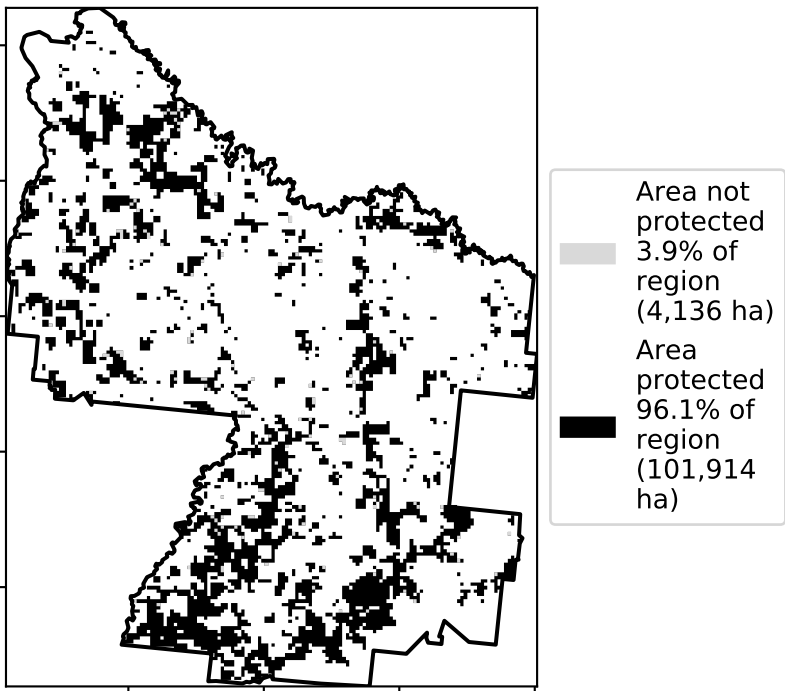 Area not
protected
3.9% of
region
(4,136 ha)
Area
protected
96.1% of
region
(101,914
ha)